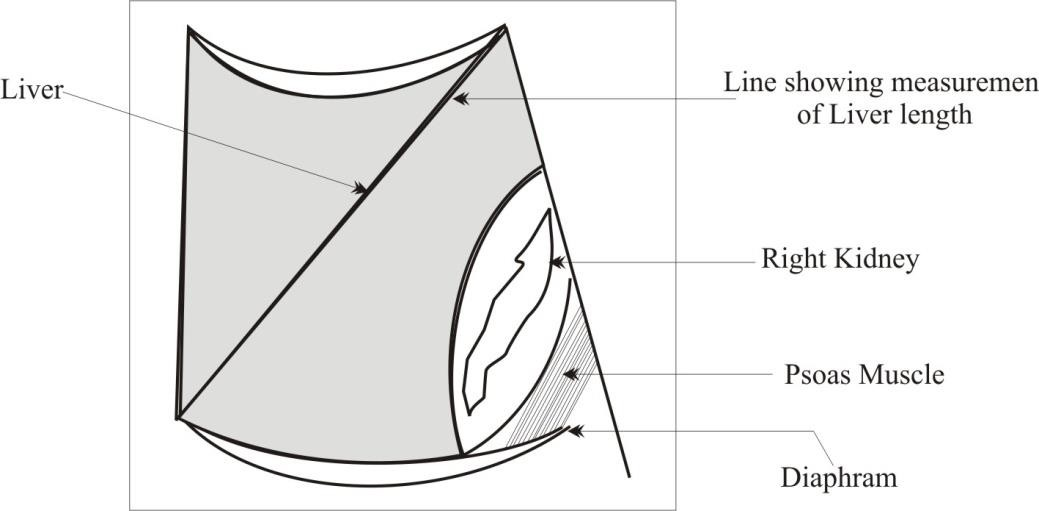 Liver
Line showing measuremen
of Liver length
Right Kidney
Psoas Muscle
Diaphram